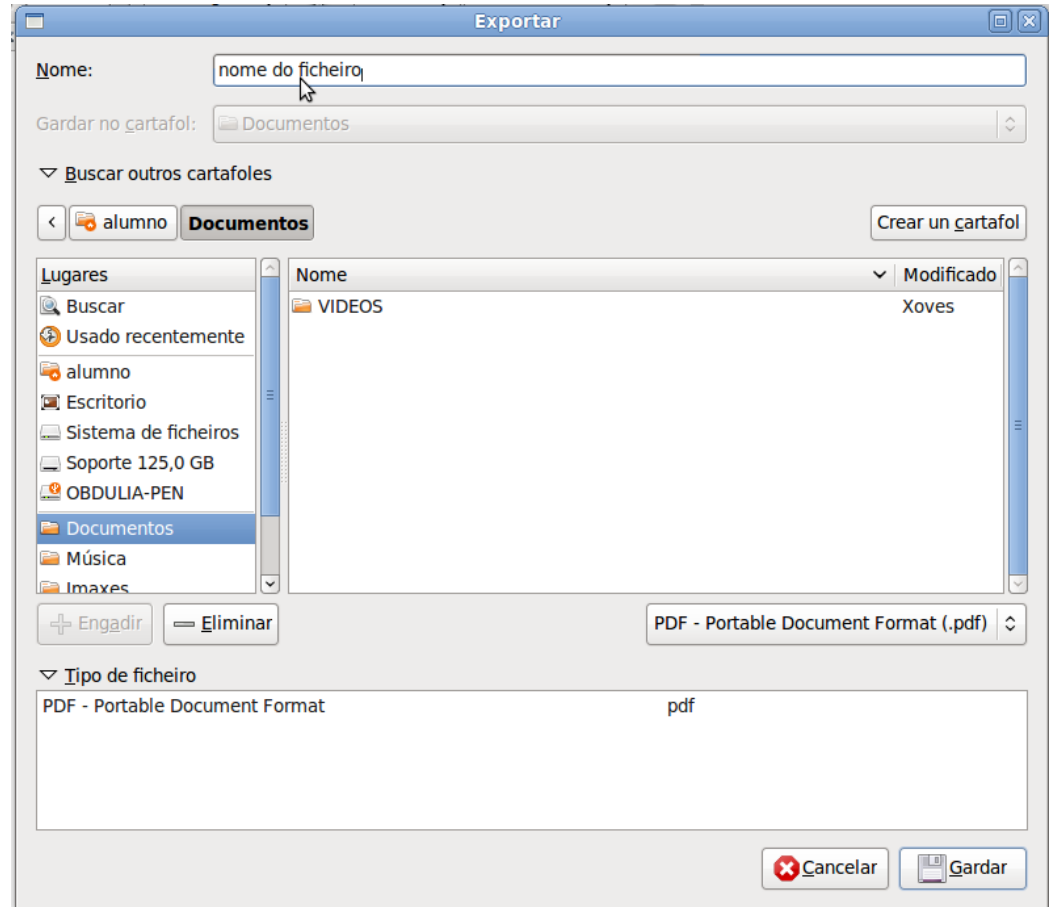 Exportar
Nome:
nome do ficheiro
Gardar no cartafol:
Documentos
Buscar outros cartafoles
alumno
Documentos
Crear un cartafol
Lugares
Nome
Modificado
Buscar
VIDEOS
Xoves
Usado recentemente
alumno
Escritorio
Sistema de ficheiros
Soporte 125,0 GB
OBDULIA-PEN
Documentos
Música
Imaxes
Engadir
Eliminar
PDF - Portable Document Format (.pdf)
Tipo de ficheiro
PDF - Portable Document Format
pdf
Cancelar
Gardar